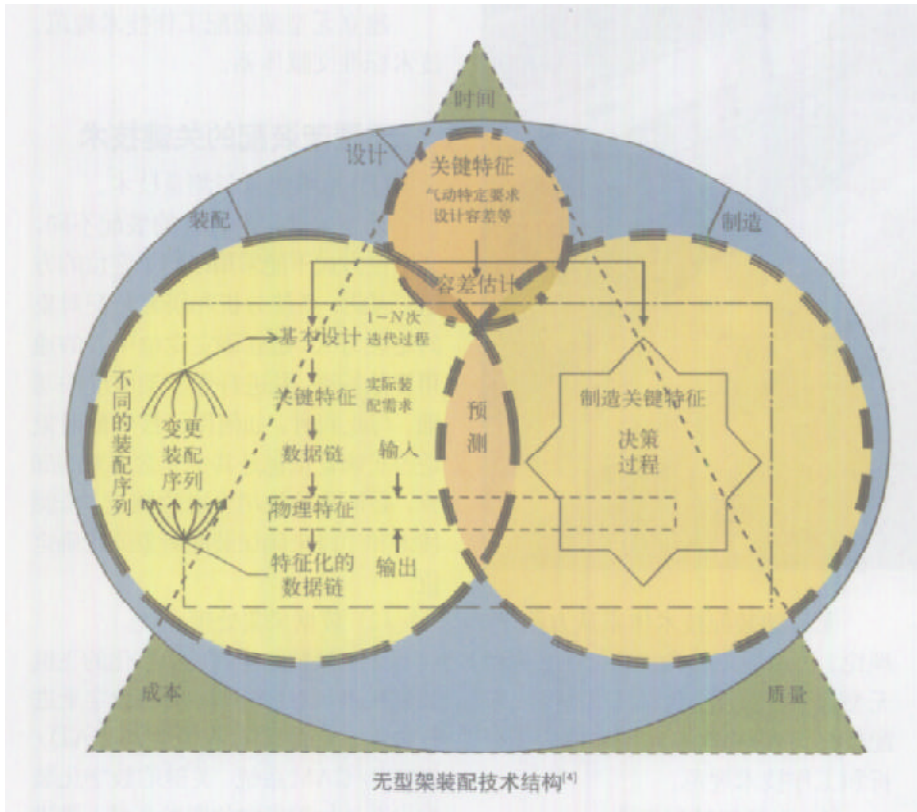 时间
设计
关键特征
气动特定要求
设计容差等
装配
制造
容差估计
基本设计
1~N次
迭代过程
不同的装配序列
变更
装配
序列
关键特征
实际装
配需求
预测
制造关键特征
决策
过程
数据链
输入
物理特征
特征化的
数据链
输出
成本
质量
无型架装配技术结构[4]